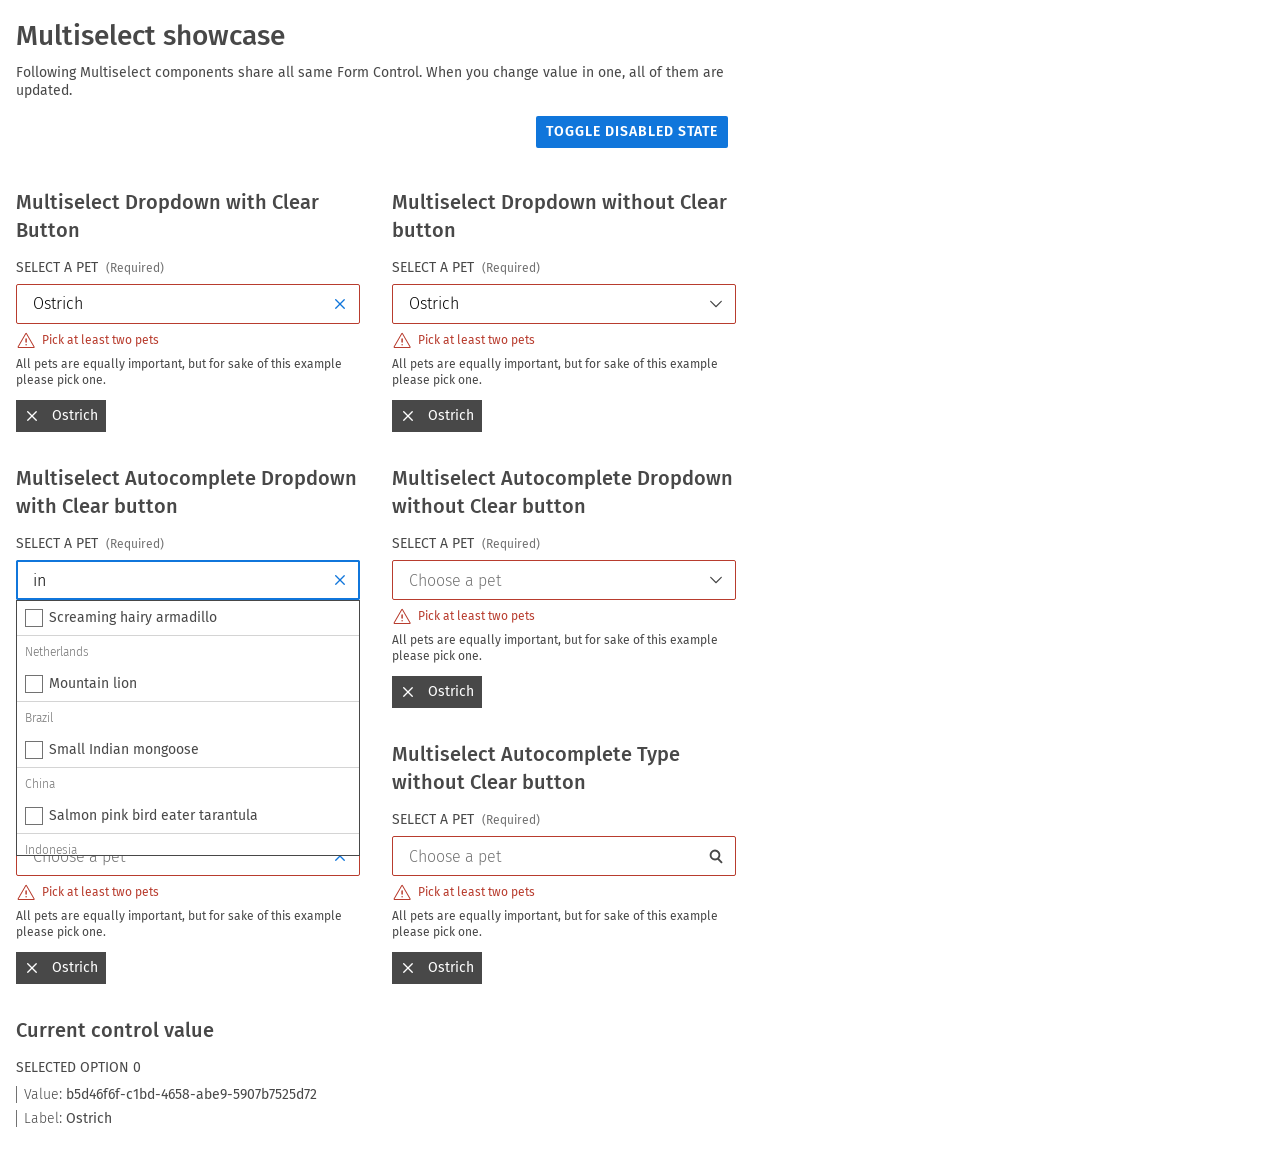 Multiselect showcase
Following Multiselect components share all same Form Control. When you change value in one, all of them are
updated.
TOGGLE DISABLED STATE
Multiselect Dropdown with Clear
Button
SELECT A PET (Required)
Ostrich
Pick at least two pets
All pets are equally important, but for sake of this example
please pick one.
Ostrich
Multiselect Dropdown without Clear
button
SELECT A PET (Required)
Ostrich
Pick at least two pets
All pets are equally important, but for sake of this example
please pick one.
Ostrich
Multiselect Autocomplete Dropdown
with Clear button
SELECT A PET (Required)
in
Screaming hairy armadillo
Netherlands
Mountain lion
Brazil
Small Indian mongoose
China
Salmon pink bird eater tarantula
Indonesia
Multiselect Autocomplete Dropdown
without Clear button
SELECT A PET (Required)
Choose a pet
Pick at least two pets
All pets are equally important, but for sake of this example
please pick one.
Ostrich
Choose a pet
Pick at least two pets
All pets are equally important, but for sake of this example
please pick one.
Ostrich
Multiselect Autocomplete Type
without Clear button
SELECT A PET (Required)
Choose a pet
Pick at least two pets
All pets are equally important, but for sake of this example
please pick one.
Ostrich
Current control value
SELECTED OPTION 0
Value: b5d46f6f-c1bd-4658-abe9-5907b7525d72
Label: Ostrich